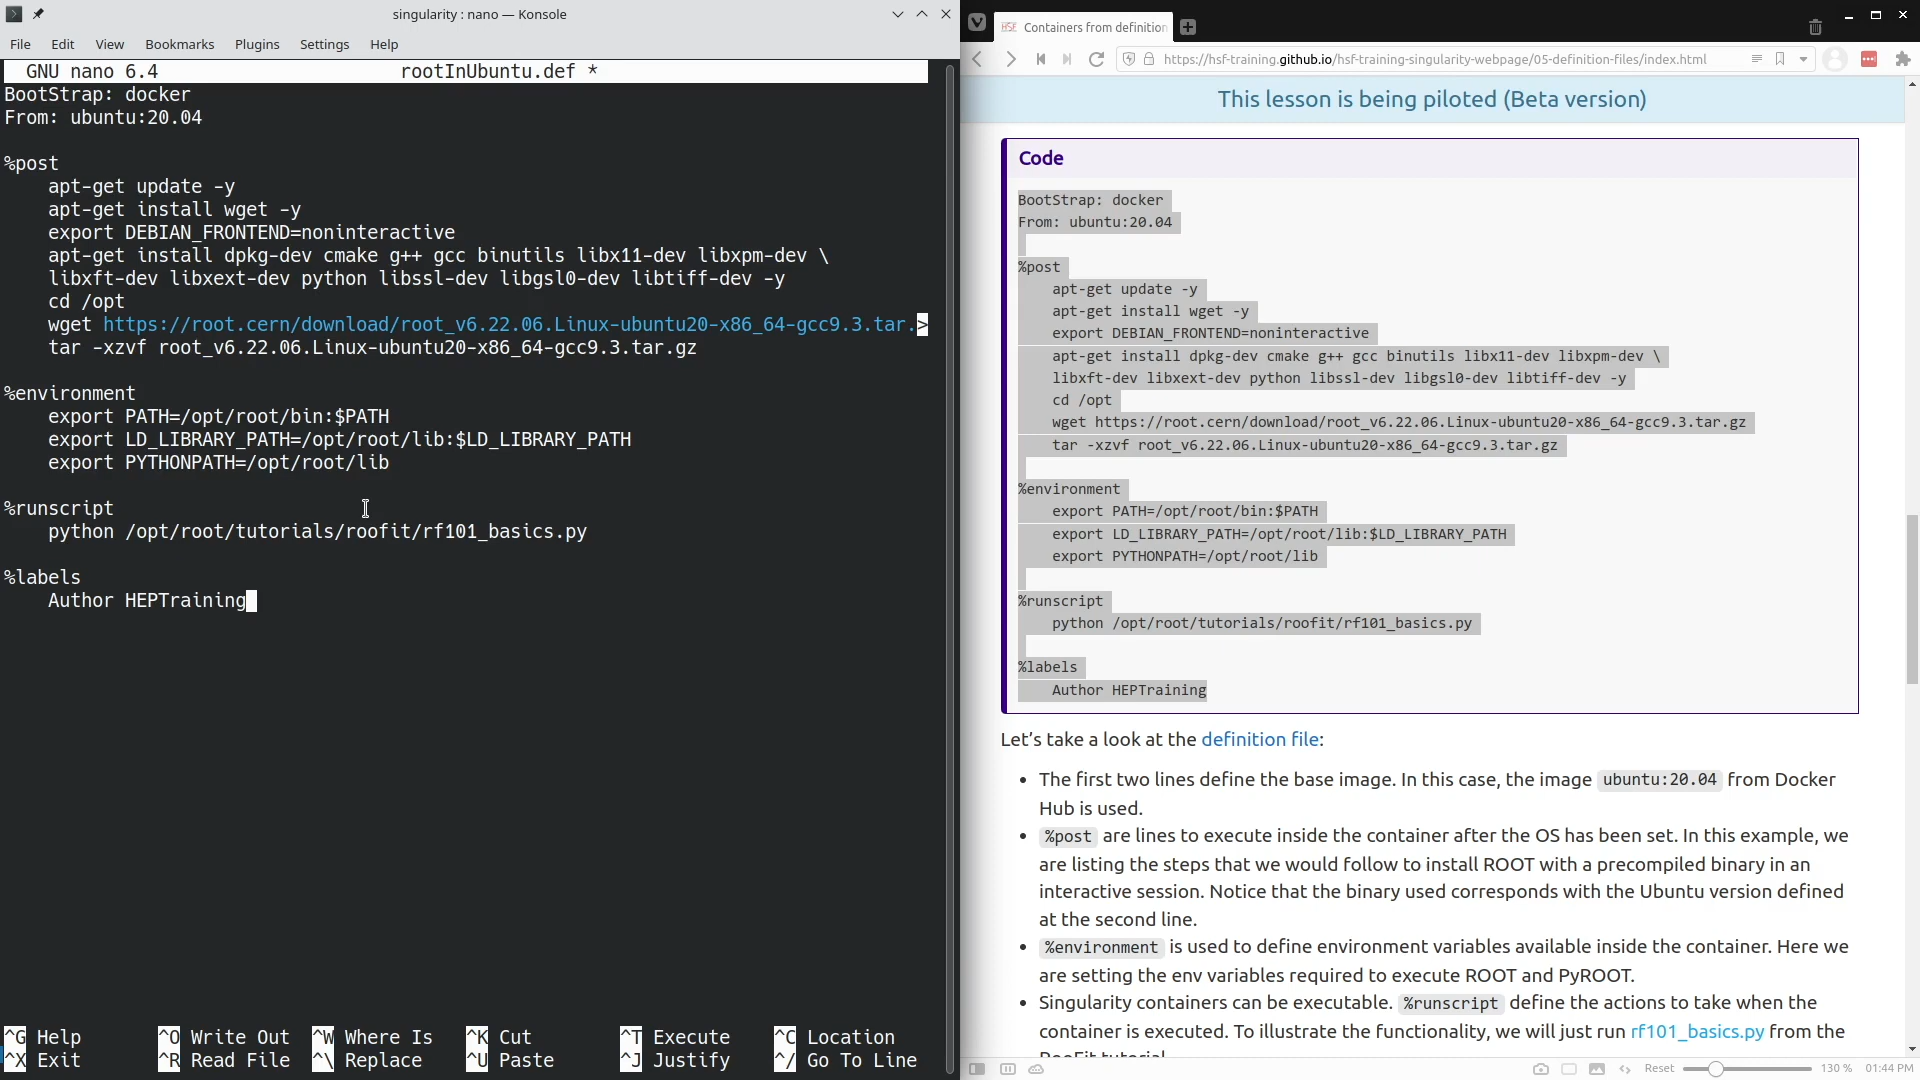 singularity : nano — Konsole
File Edit View Bookmarks Plugins Settings Help
GNU nano 6.4 rootInUbuntu.def *
BootStrap: docker
From: ubuntu:20.04
%post
apt-get update -y
apt-get install wget -y
export DEBIAN_FRONTEND=noninteractive
apt-get install dpkg-dev cmake g++ gcc binutils libx11-dev libxpm-dev \
libxft-dev libxext-dev python libssl-dev libgsl0-dev libtiff-dev -y
cd /opt
wget https://root.cern/download/root_v6.22.06.Linux-ubuntu20-x86_64-gcc9.3.tar.>
tar -xzvf root_v6.22.06.Linux-ubuntu20-x86_64-gcc9.3.tar.gz
%environment
export PATH=/opt/root/bin:$PATH
export LD_LIBRARY_PATH=/opt/root/lib:$LD_LIBRARY_PATH
export PYTHONPATH=/opt/root/lib
%runscript
python /opt/root/tutorials/roofit/rf101_basics.py
%labels
Author HEPTraining
^G Help ^O Write Out ^W Where Is ^K Cut ^T Execute ^C Location
^X Exit ^R Read File ^\ Replace ^U Paste ^J Justify ^/ Go To Line
HSF Containers from definition
https://hsf-training.github.io/hsf-training-singularity-webpage/05-definition-files/index.html
This lesson is being piloted (Beta version)
Code
BootStrap: docker
From: ubuntu:20.04
%post
apt-get update -y
apt-get install wget -y
export DEBIAN_FRONTEND=noninteractive
apt-get install dpkg-dev cmake g++ gcc binutils libx11-dev libxpm-dev \
libxft-dev libxext-dev python libssl-dev libgsl0-dev libtiff-dev -y
cd /opt
wget https://root.cern/download/root_v6.22.06.Linux-ubuntu20-x86_64-gcc9.3.tar.gz
tar -xzvf root_v6.22.06.Linux-ubuntu20-x86_64-gcc9.3.tar.gz
%environment
export PATH=/opt/root/bin:$PATH
export LD_LIBRARY_PATH=/opt/root/lib:$LD_LIBRARY_PATH
export PYTHONPATH=/opt/root/lib
%runscript
python /opt/root/tutorials/roofit/rf101_basics.py
%labels
Author HEPTraining
Let's take a look at the definition file:
• The first two lines define the base image. In this case, the image ubuntu:20.04 from Docker
Hub is used.
• %post are lines to execute inside the container after the OS has been set. In this example, we
are listing the steps that we would follow to install ROOT with a precompiled binary in an
interactive session. Notice that the binary used corresponds with the Ubuntu version defined
at the second line.
• %environment is used to define environment variables available inside the container. Here we
are setting the env variables required to execute ROOT and PyROOT.
• Singularity containers can be executable. %runscript define the actions to take when the
container is executed. To illustrate the functionality, we will just run rf101_basics.py from the
RooFit tutorial
Reset 130 % 01:44 PM